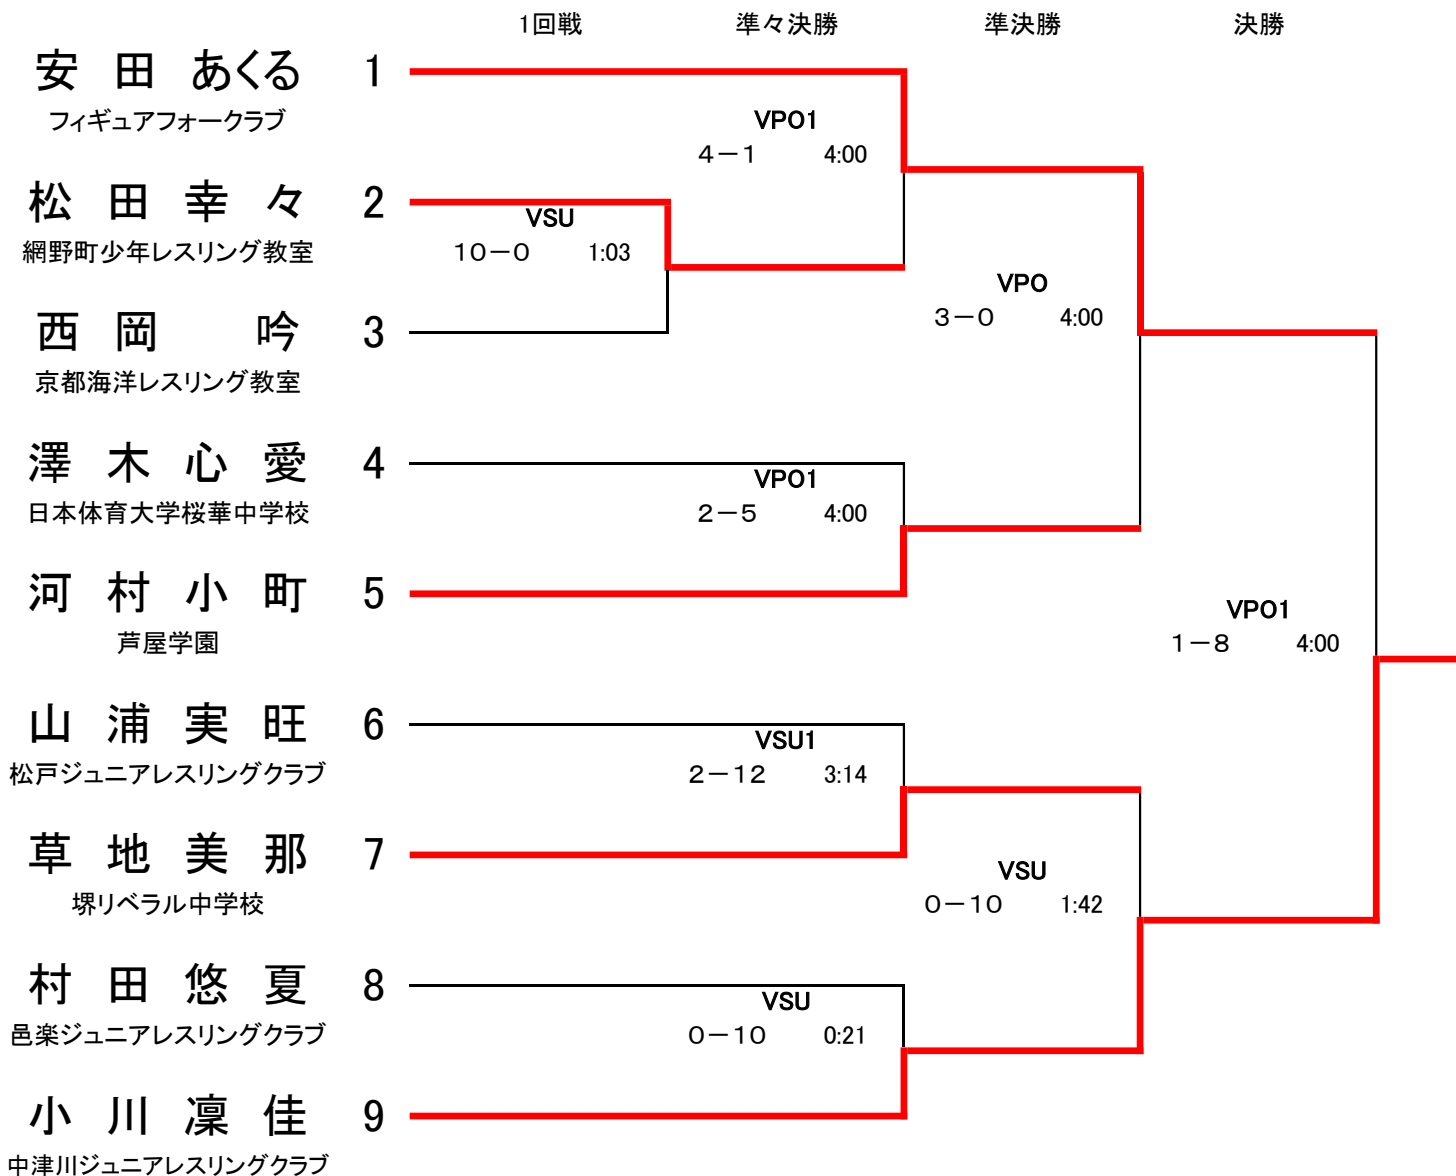 1回戦 準々決勝 準決勝 決勝
安田あくる 1
フィギュアフォークラブ
VPO1
4－1 4:00
松田幸々 2
VSU
網野町少年レスリング教室
10－0 1:03
VPO
3－0 4:00
西岡吟 3
京都海洋レスリング教室
澤木心愛 4
VPO1
日本体育大学桜華中学校
2－5 4:00
河村小町 5
芦屋学園
VPO1
1－8 4:00
山浦実旺 6
VSU1
松戸ジュニアレスリングクラブ
2－12 3:14
草地美那 7
堺リベラル中学校
VSU
0－10 1:42
村田悠夏 8
VSU
邑楽ジュニアレスリングクラブ
0－10 0:21
小川凜佳 9
中津川ジュニアレスリングクラブ